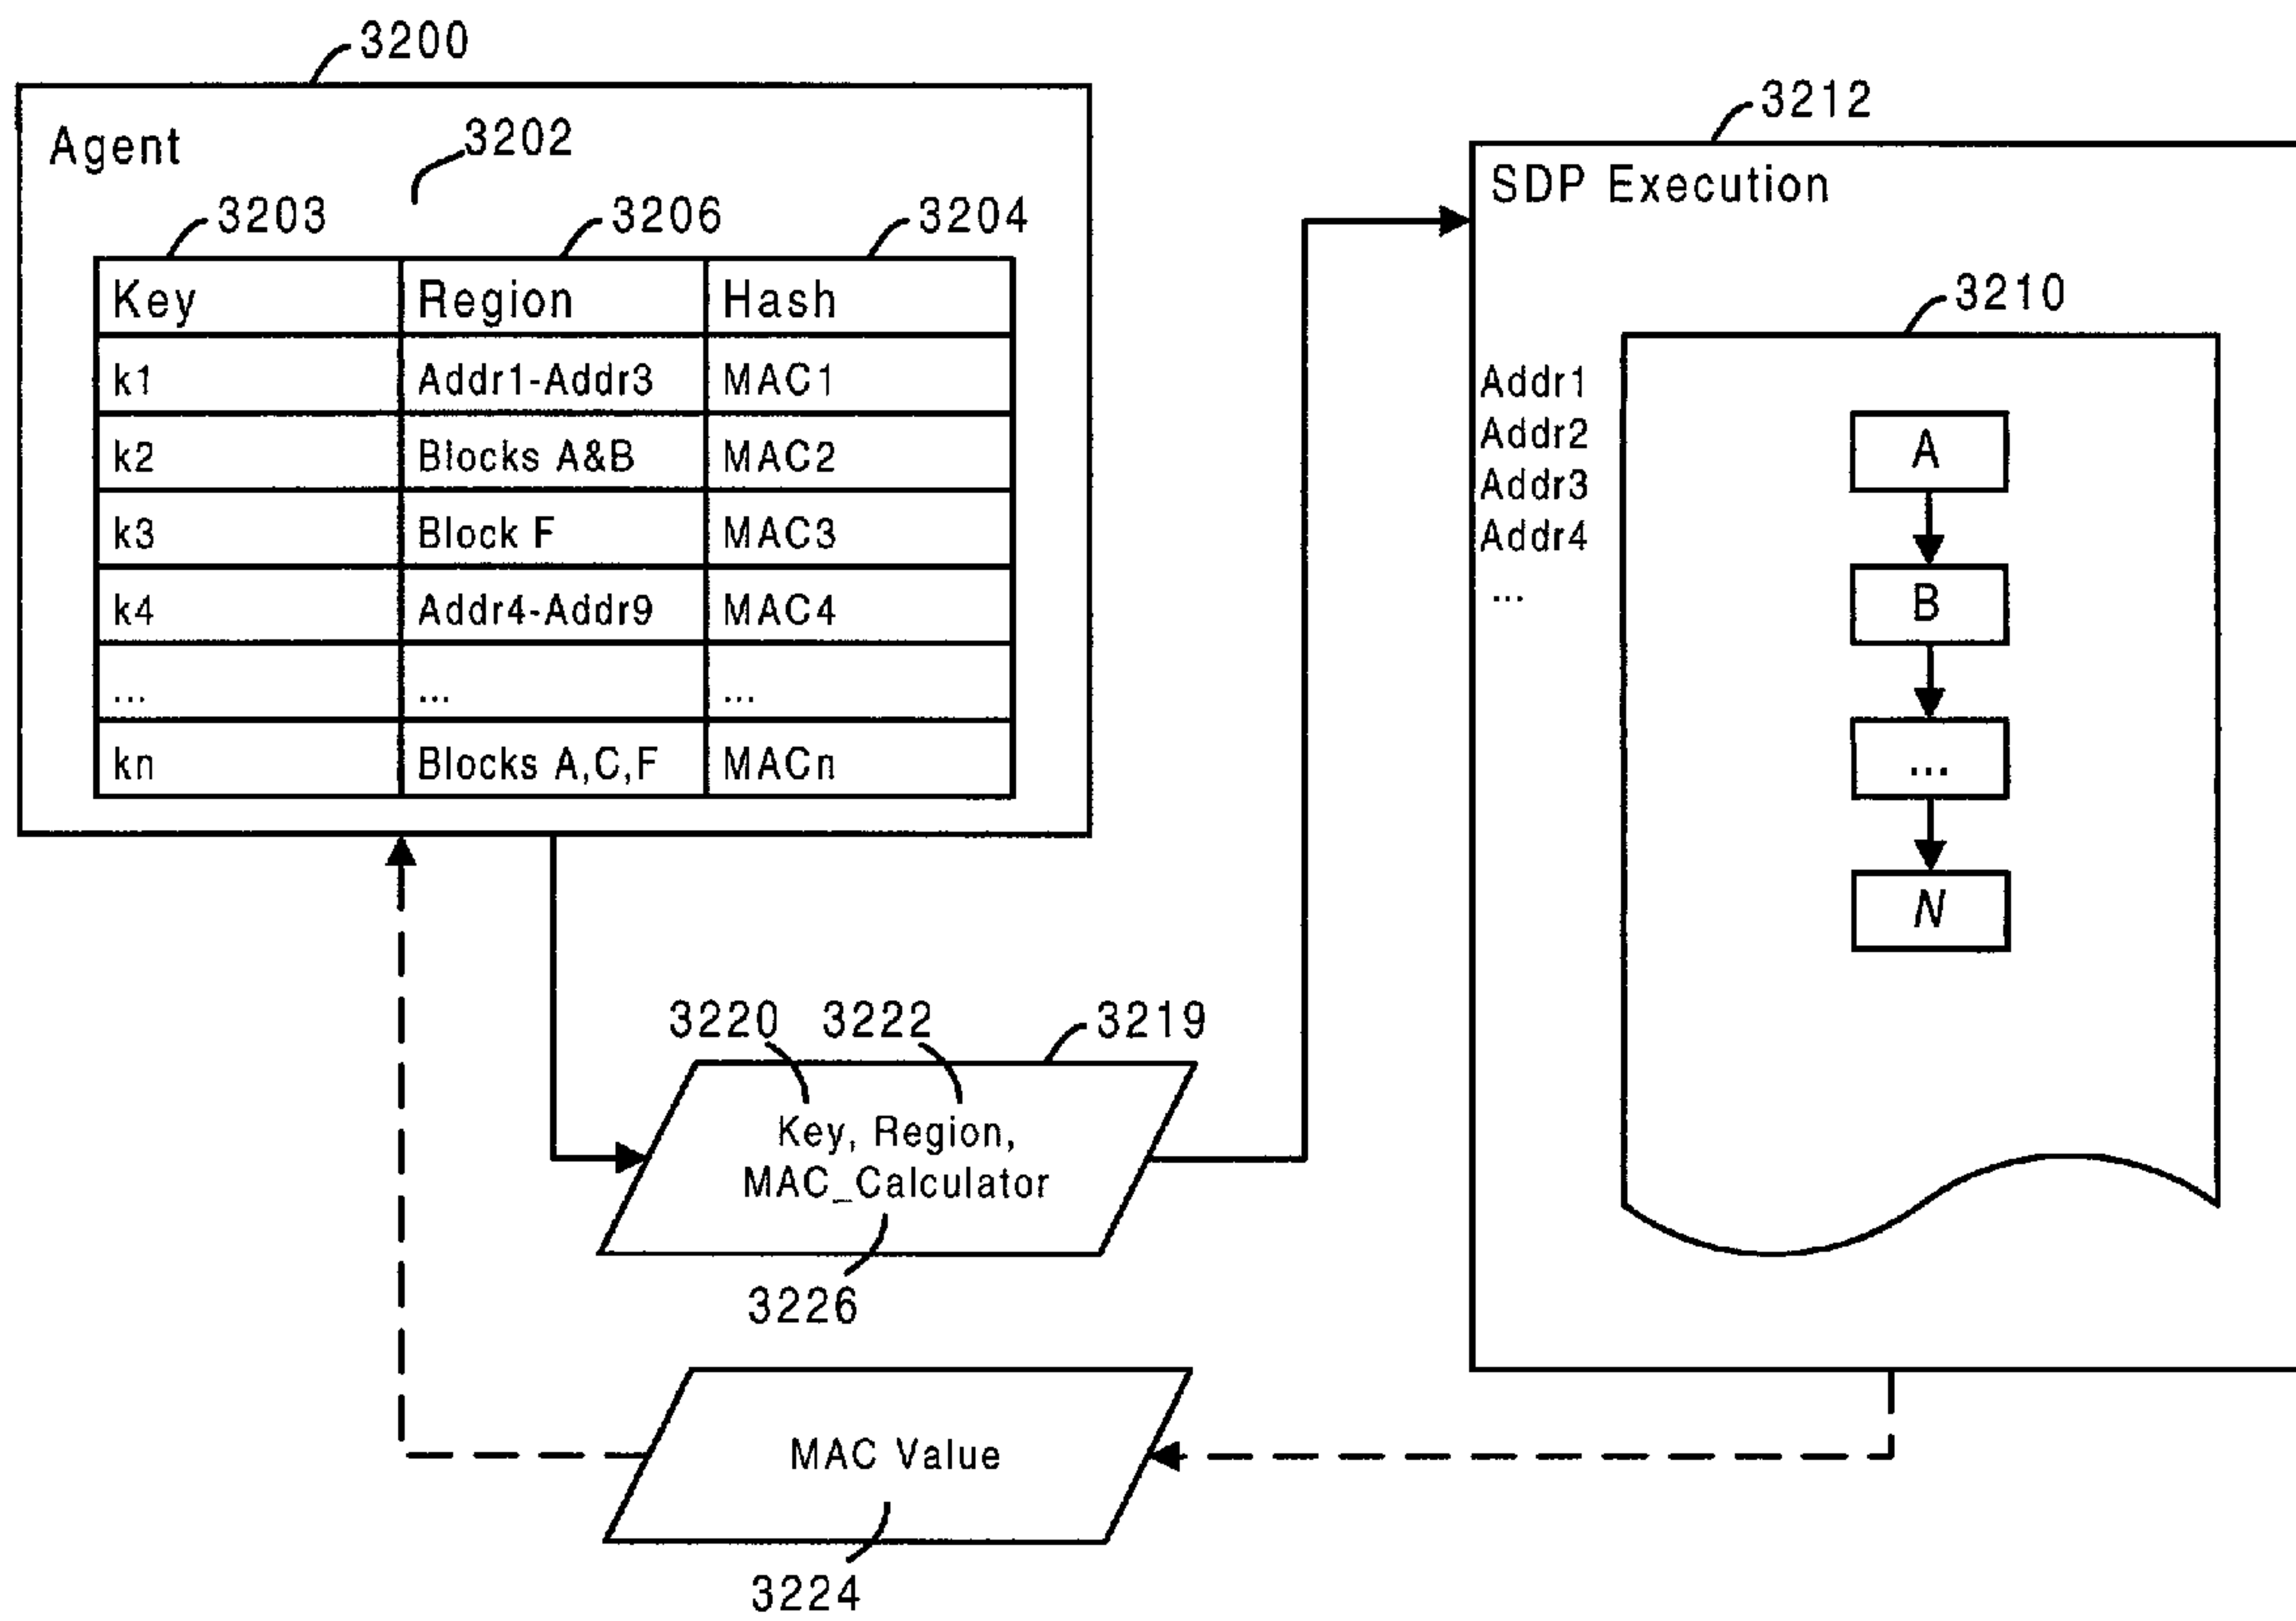 3200
Agent
3202
3203 3206 3204
Key Region Hash
k1 Addr1-Addr3 MAC1
k2 Blocks A&B MAC2
k3 Block F MAC3
k4 Addr4-Addr9 MAC4
... ... ...
kn Blocks A,C,F MACn
3212
SDP Execution
3210
Addr1
Addr2
Addr3
Addr4
...
A
B
...
N
3220 3222 3219
Key, Region,
MAC_Calculator
3226
MAC Value
3224